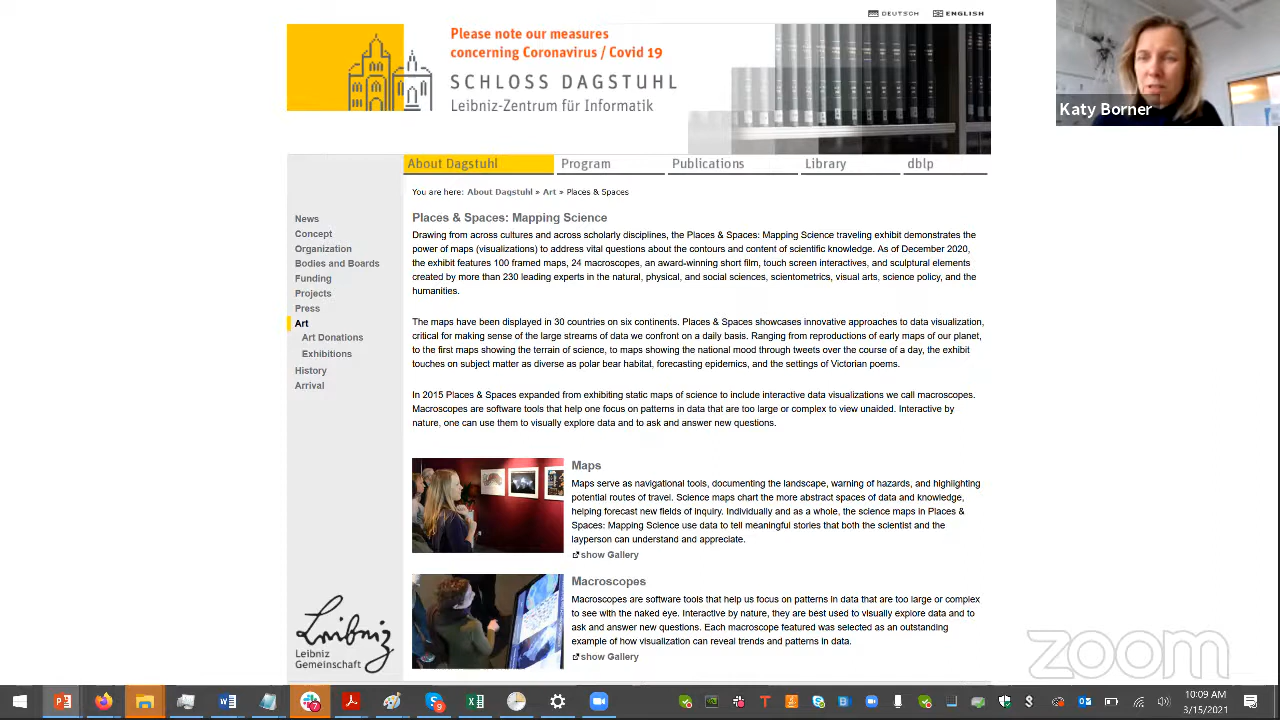 DEUTSCH
ENGLISH
Please note our measures
concerning Coronavirus / Covid 19
SCHLOSS DAGSTUHL
Leibniz-Zentrum für Informatik
Katy Borner
About Dagstuhl
Program
Publications
Library
dblp
You are here: About Dagstuhl » Art » Places & Spaces
News
Concept
Organization
Bodies and Boards
Funding
Projects
Press
Art
Art Donations
Exhibitions
History
Arrival
Places & Spaces: Mapping Science
Drawing from across cultures and across scholarly disciplines, the Places & Spaces: Mapping Science traveling exhibit demonstrates the
power of maps (visualizations) to address vital questions about the contours and content of scientific knowledge. As of December 2020,
the exhibit features 100 framed maps, 24 macroscopes, an award-winning short film, touch screen interactives, and sculptural elements
created by more than 230 leading experts in the natural, physical, and social sciences, scientometrics, visual arts, science policy, and the
humanities.
The maps have been displayed in 30 countries on six continents. Places & Spaces showcases innovative approaches to data visualization,
critical for making sense of the large streams of data we confront on a daily basis. Ranging from reproductions of early maps of our planet,
to the first maps showing the terrain of science, to maps showing the national mood through tweets over the course of a day, the exhibit
touches on subject matter as diverse as polar bear habitat, forecasting epidemics, and the settings of Victorian poems.
In 2015 Places & Spaces expanded from exhibiting static maps of science to include interactive data visualizations we call macroscopes.
Macroscopes are software tools that help one focus on patterns in data that are too large or complex to view unaided. Interactive by
nature, one can use them to visually explore data and to ask and answer new questions.
Maps
Maps serve as navigational tools, documenting the landscape, warning of hazards, and highlighting
potential routes of travel. Science maps chart the more abstract spaces of data and knowledge,
helping forecast new fields of inquiry. Individually and as a whole, the science maps in Places &
Spaces: Mapping Science use data to tell meaningful stories that both the scientist and the
layperson can understand and appreciate.
show Gallery
Macroscopes
Macroscopes are software tools that help us focus on patterns in data that are too large or complex
to see with the naked eye. Interactive by nature, they are best used to visually explore data and to
ask and answer new questions. Each macroscope featured was selected as an outstanding
example of how visualization can reveal trends and patterns in data.
show Gallery
Leibniz
Leibniz
Gemeinschaft
zoom
10:09 AM
3/15/2021